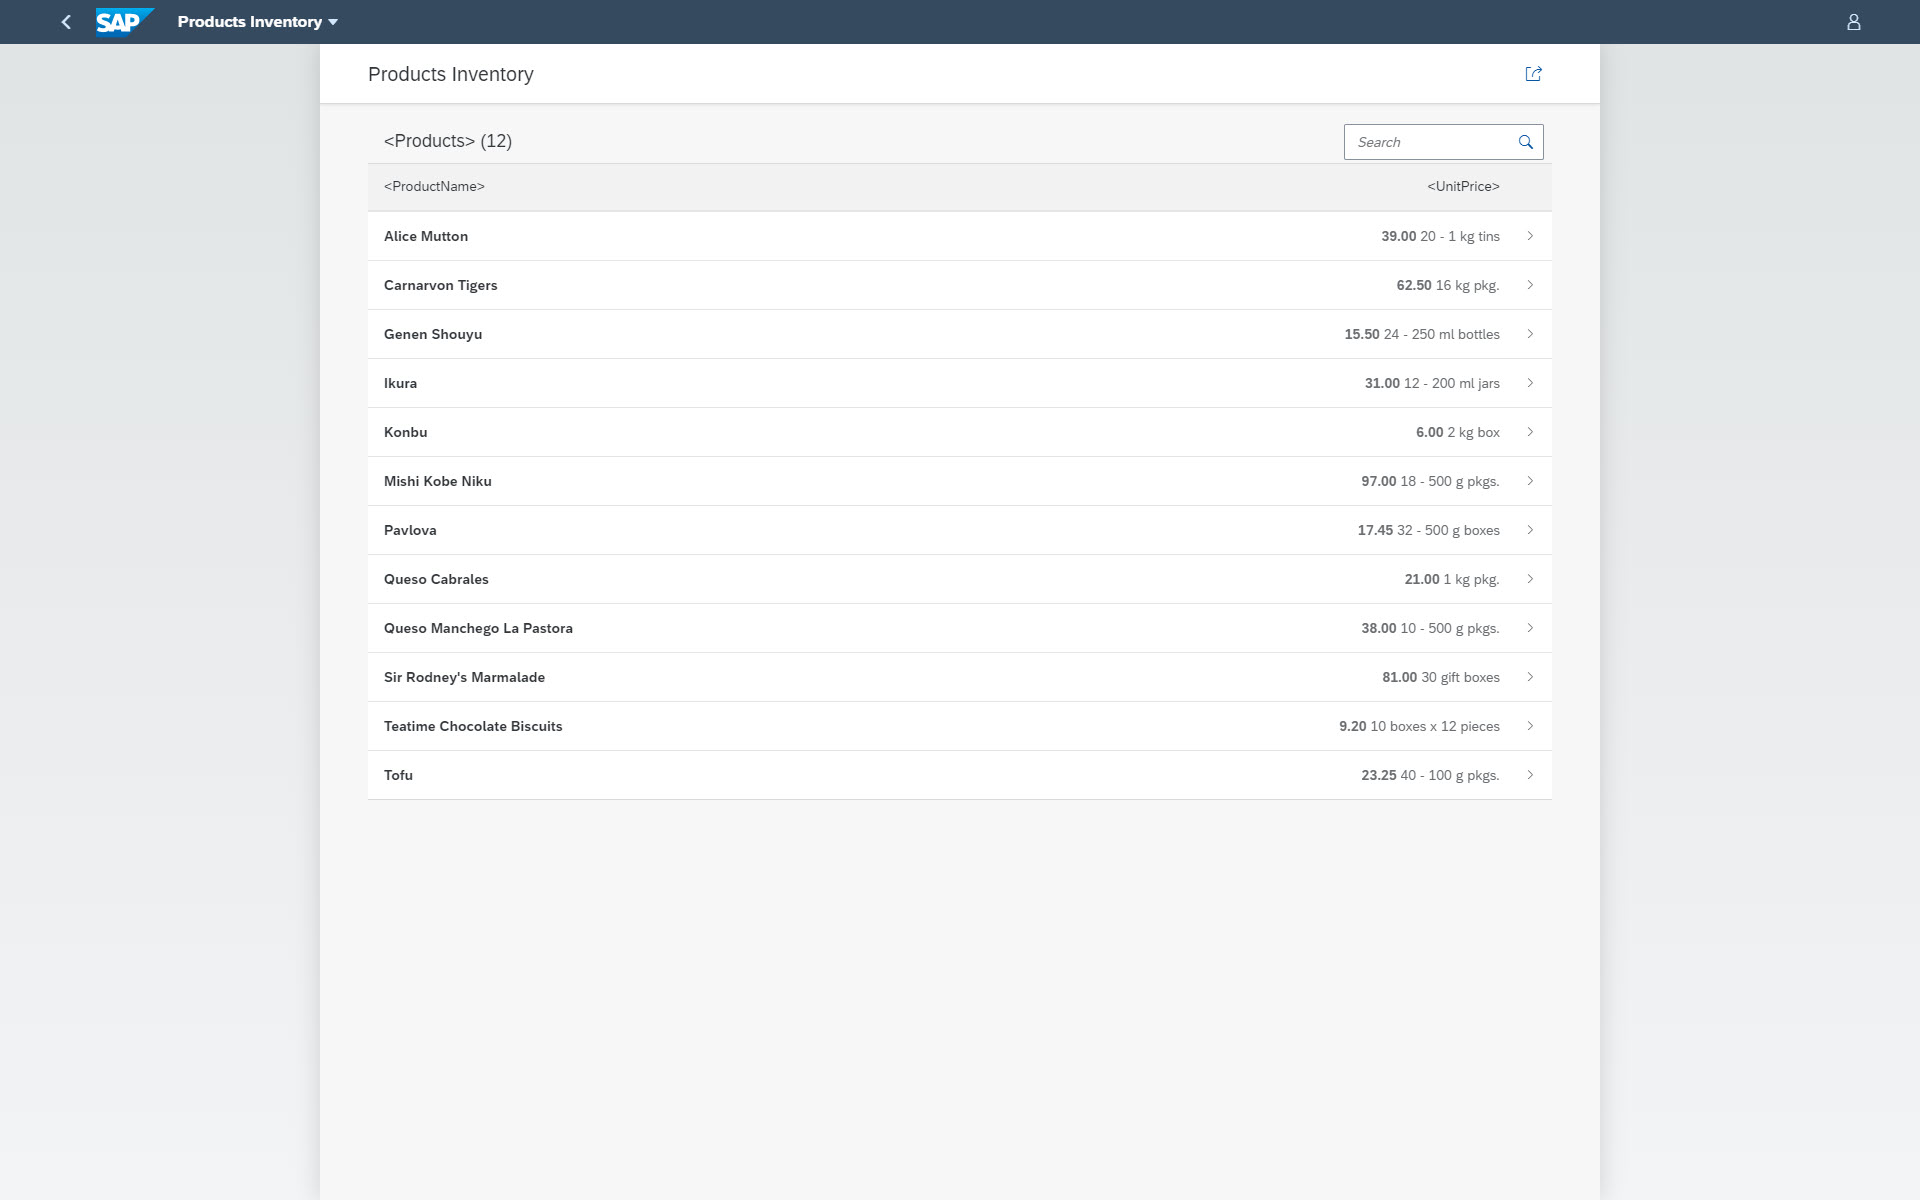 SAP Products Inventory
Products Inventory
<Products> (12)
Search
<ProductName> <UnitPrice>
Alice Mutton 39.00 20 - 1 kg tins
Carnarvon Tigers 62.50 16 kg pkg.
Genen Shouyu 15.50 24 - 250 ml bottles
Ikura 31.00 12 - 200 ml jars
Konbu 6.00 2 kg box
Mishi Kobe Niku 97.00 18 - 500 g pkgs.
Pavlova 17.45 32 - 500 g boxes
Queso Cabrales 21.00 1 kg pkg.
Queso Manchego La Pastora 38.00 10 - 500 g pkgs.
Sir Rodney's Marmalade 81.00 30 gift boxes
Teatime Chocolate Biscuits 9.20 10 boxes x 12 pieces
Tofu 23.25 40 - 100 g pkgs.